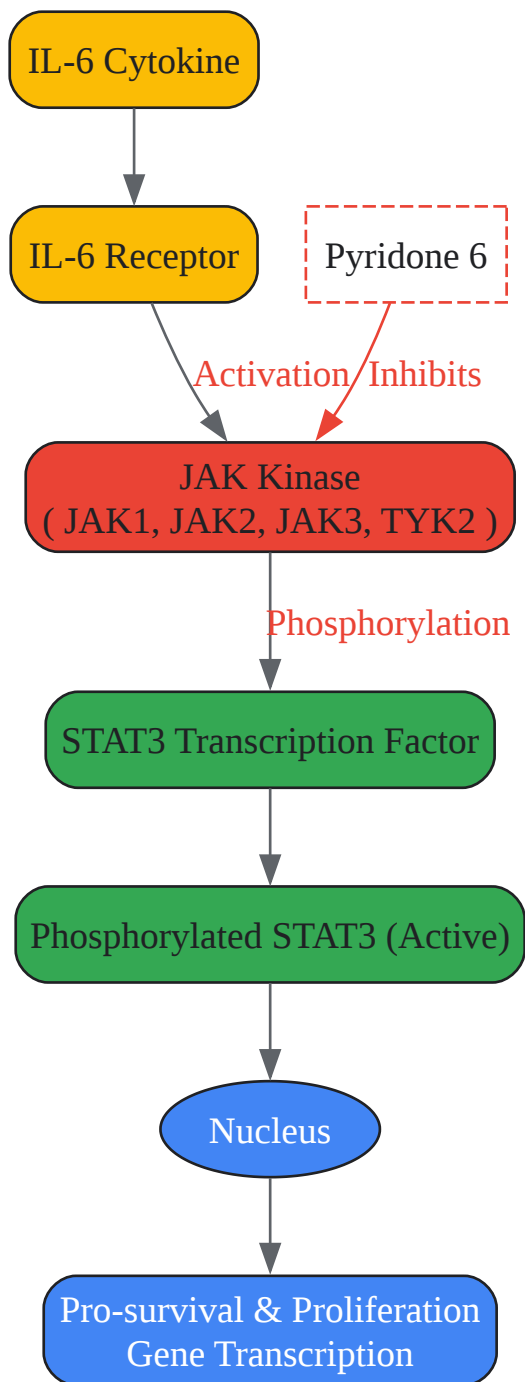 IL-6 Cytokine
IL-6 Receptor
Pyridone 6
Activation
Inhibits
JAK Kinase
( JAK1, JAK2, JAK3, TYK2 )
Phosphorylation
STAT3 Transcription Factor
Phosphorylated STAT3 (Active)
Nucleus
Pro-survival & Proliferation
Gene Transcription